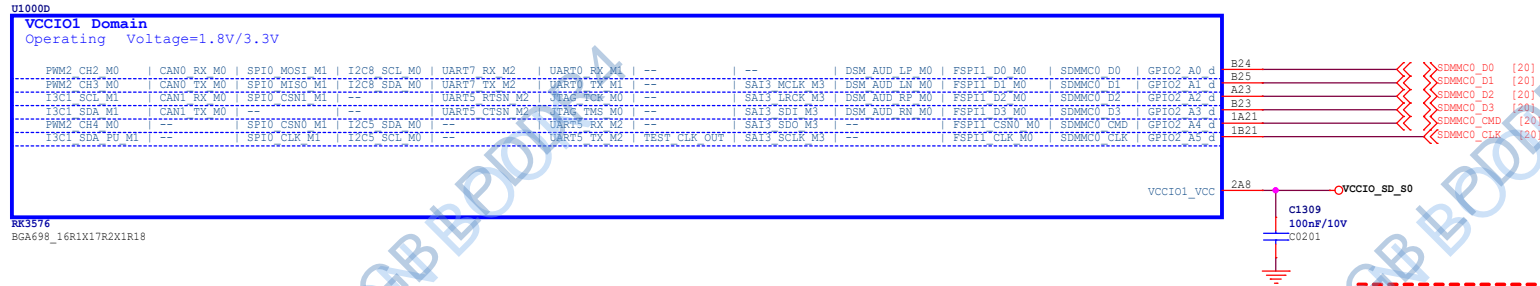 U1000D
VCCIO1 Domain
Operating Voltage=1.8V/3.3V
PWM2_CH2_M0 | CAN0_RX_M0 | SPI0_MOSI_M1 | I2C8_SCL_M0 | UART7_RX_M2 | UART0_RX_M1 | -- | -- | DSM_AUD_LP_M0 | FSPI1_D0_M0 | SDMMC0_D0 | GPIO2_A0_d B24 SDMMC0_D0 [20]
PWM2_CH3_M0 | CAN0_TX_M0 | SPI0_MISO_M1 | I2C8_SDA_M0 | UART7_TX_M2 | UART0_TX_M1 | -- | SAI3_MCLK_M3 | DSM_AUD_LN_M0 | FSPI1_D1_M0 | SDMMC0_D1 | GPIO2_A1_d B25 SDMMC0_D1 [20]
I3C1_SCL_M1 | CAN1_RX_M0 | SPI0_CSN1_M1 | -- | UART5_RTSN_M2 | JTAG_TCK_M0 | -- | SAI3_LRCK_M3 | DSM_AUD_RP_M0 | FSPI1_D2_M0 | SDMMC0_D2 | GPIO2_A2_d A23 SDMMC0_D2 [20]
I3C1_SDA_M1 | CAN1_TX_M0 | -- | -- | UART5_CTSN_M2 | JTAG_TMS_M0 | -- | SAI3_SDI_M3 | DSM_AUD_RN_M0 | FSPI1_D3_M0 | SDMMC0_D3 | GPIO2_A3_d B23 SDMMC0_D3 [20]
PWM2_CH4_M0 | -- | SPI0_CSN0_M1 | I2C5_SDA_M0 | -- | UART5_RX_M2 | -- | SAI3_SDO_M3 | -- | FSPI1_CSN0_M0 | SDMMC0_CMD | GPIO2_A4_d 1A21 SDMMC0_CMD [20]
I3C1_SDA_PU_M1 | -- | SPI0_CLK_M1 | I2C5_SCL_M0 | -- | UART5_TX_M2 | TEST_CLK_OUT | SAI3_SCLK_M3 | -- | FSPI1_CLK_M0 | SDMMC0_CLK | GPIO2_A5_d 1B21 SDMMC0_CLK [20]
VCCIO1_VCC 2A8 VCCIO_SD_S0
C1309
100nF/10V
C0201
RK3576
BGA698_16R1X17R2X1R18